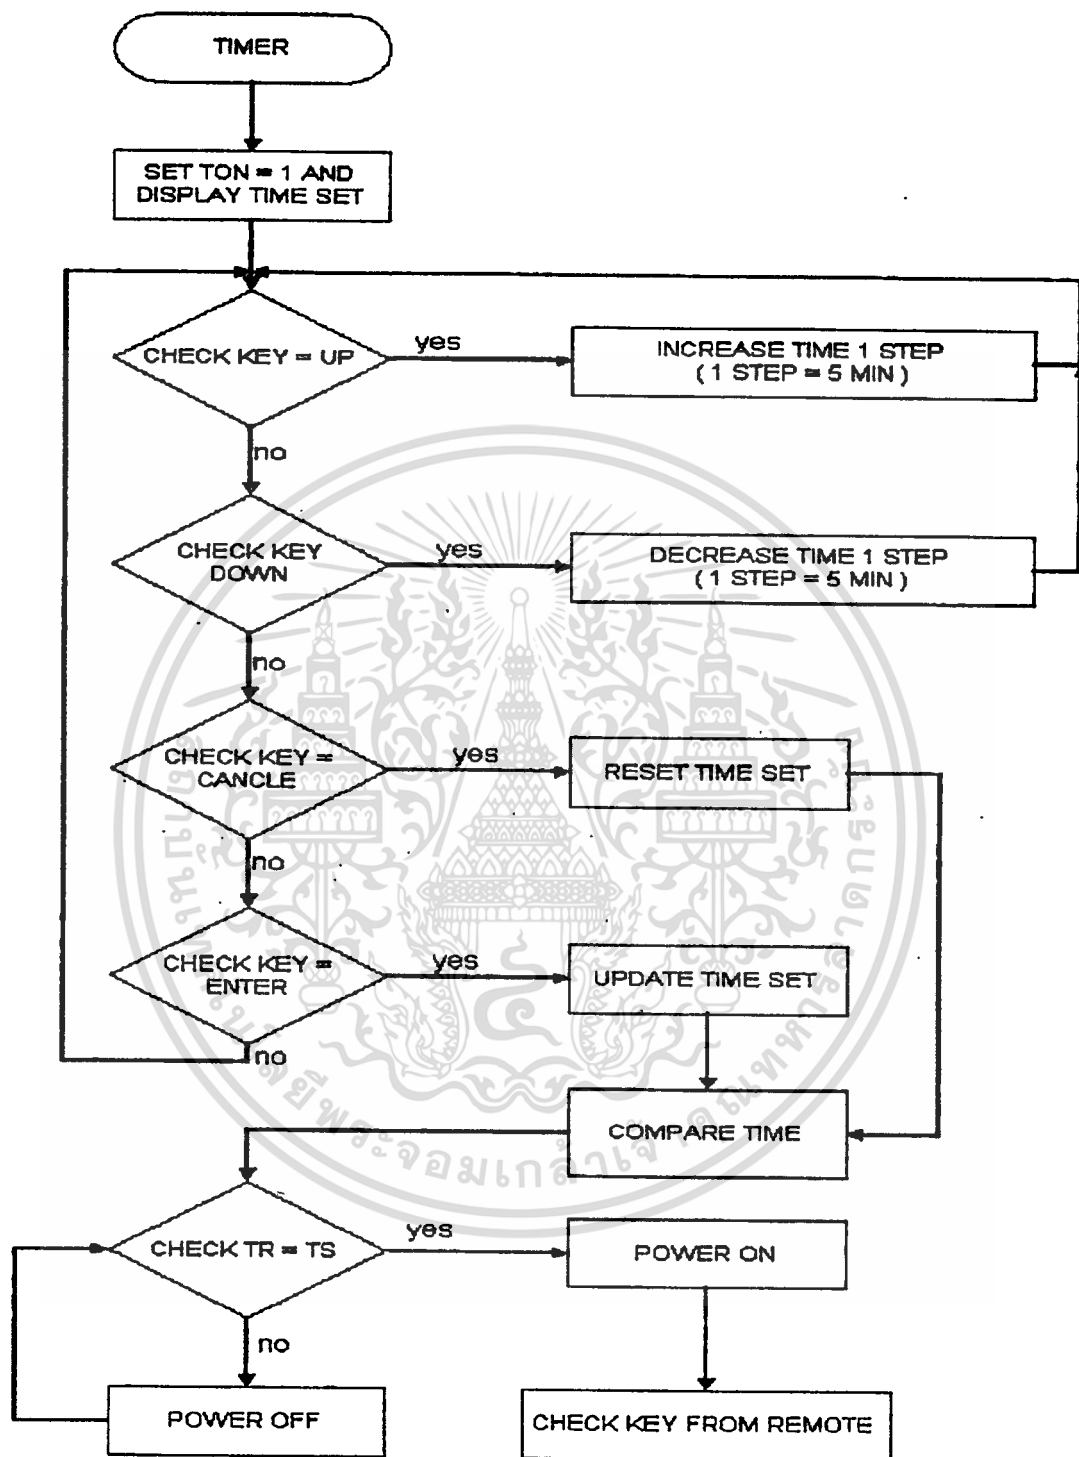 TIMER
SET TON = 1 AND
DISPLAY TIME SET
CHECK KEY = UP
yes
INCREASE TIME 1 STEP
( 1 STEP = 5 MIN )
no
CHECK KEY
DOWN
yes
DECREASE TIME 1 STEP
( 1 STEP = 5 MIN )
no
CHECK KEY =
CANCLE
yes
RESET TIME SET
no
CHECK KEY =
ENTER
yes
UPDATE TIME SET
no
COMPARE TIME
CHECK TR = TS
yes
POWER ON
no
POWER OFF
CHECK KEY FROM REMOTE